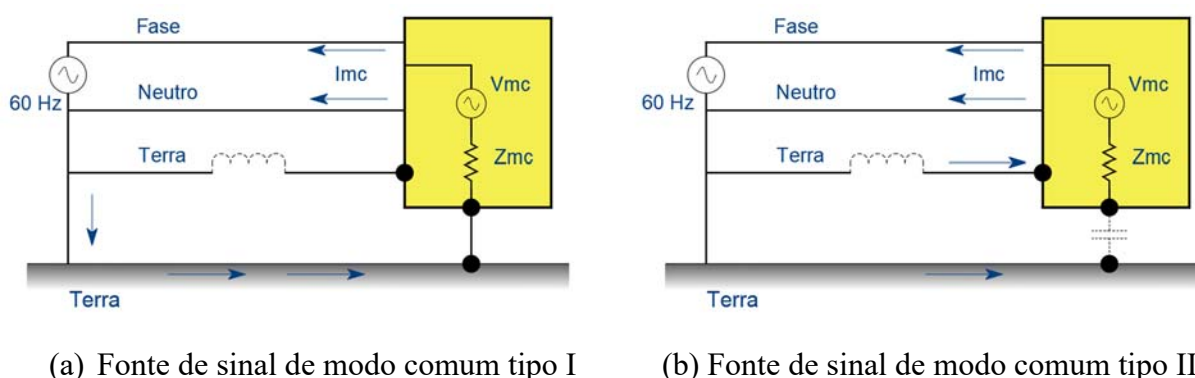 Fase
Imc
Vmc
60 Hz
Neutro
Zmc
Terra
Terra
(a) Fonte de sinal de modo comum tipo I
Fase
Imc
Vmc
60 Hz
Neutro
Zmc
Terra
Terra
(b) Fonte de sinal de modo comum tipo II